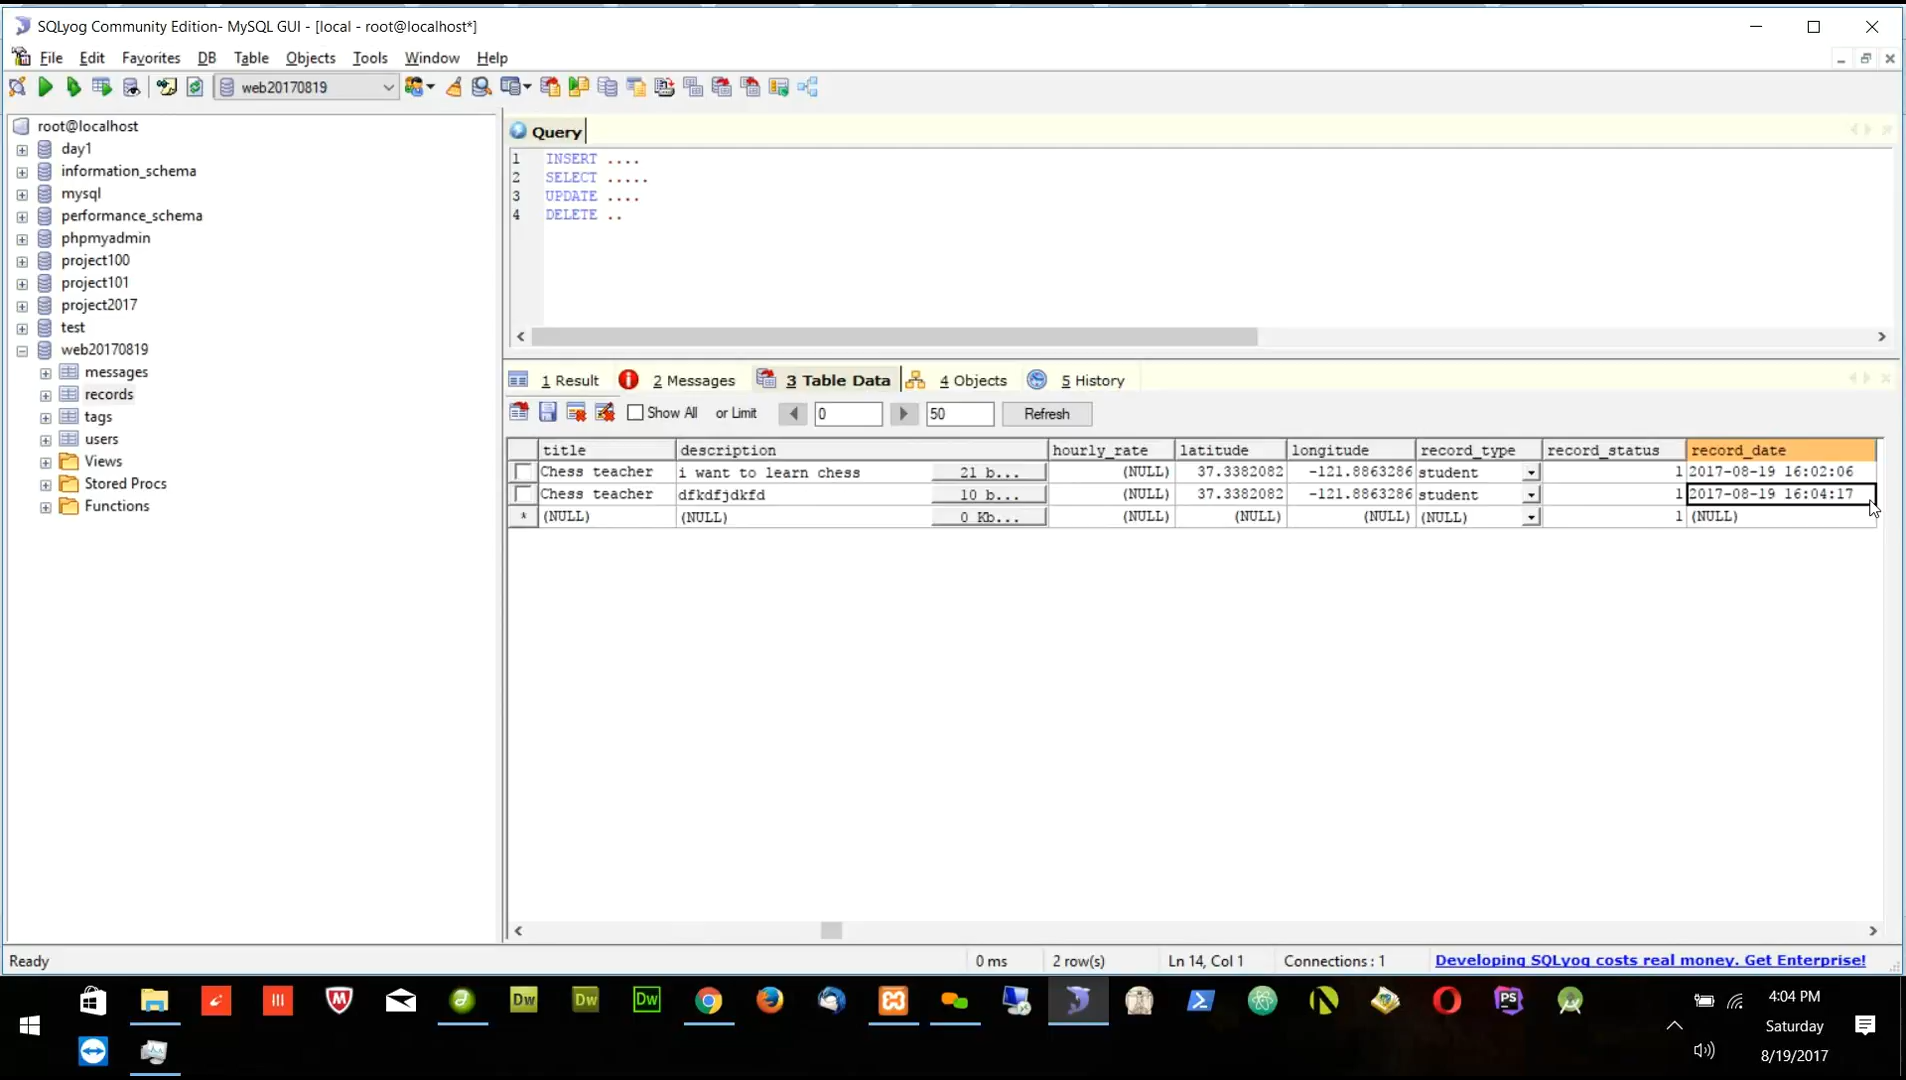 SQLyog Community Edition- MySQL GUI - [local - root@localhost*]
File Edit Favorites DB Table Objects Tools Window Help
web20170819
root@localhost
day1
information_schema
mysql
performance_schema
phpmyadmin
project100
project101
project2017
test
web20170819
messages
records
tags
users
Views
Stored Procs
Functions
Query
1 INSERT ....
2 SELECT .....
3 UPDATE ....
4 DELETE ..
1 Result 2 Messages 3 Table Data 4 Objects 5 History
Show All or Limit 0 50 Refresh
title description hourly_rate latitude longitude record_type record_status record_date
Chess teacher i want to learn chess 21 b... (NULL) 37.3382082 -121.8863286 student 1 2017-08-19 16:02:06
Chess teacher dfkdfjdkfd 10 b... (NULL) 37.3382082 -121.8863286 student 1 2017-08-19 16:04:17
* (NULL) (NULL) 0 Kb... (NULL) (NULL) (NULL) (NULL) 1 (NULL)
Ready 0 ms 2 row(s) Ln 14, Col 1 Connections : 1 Developing SQLyog costs real money. Get Enterprise!
Dw Dw Dw PS
4:04 PM
Saturday
8/19/2017